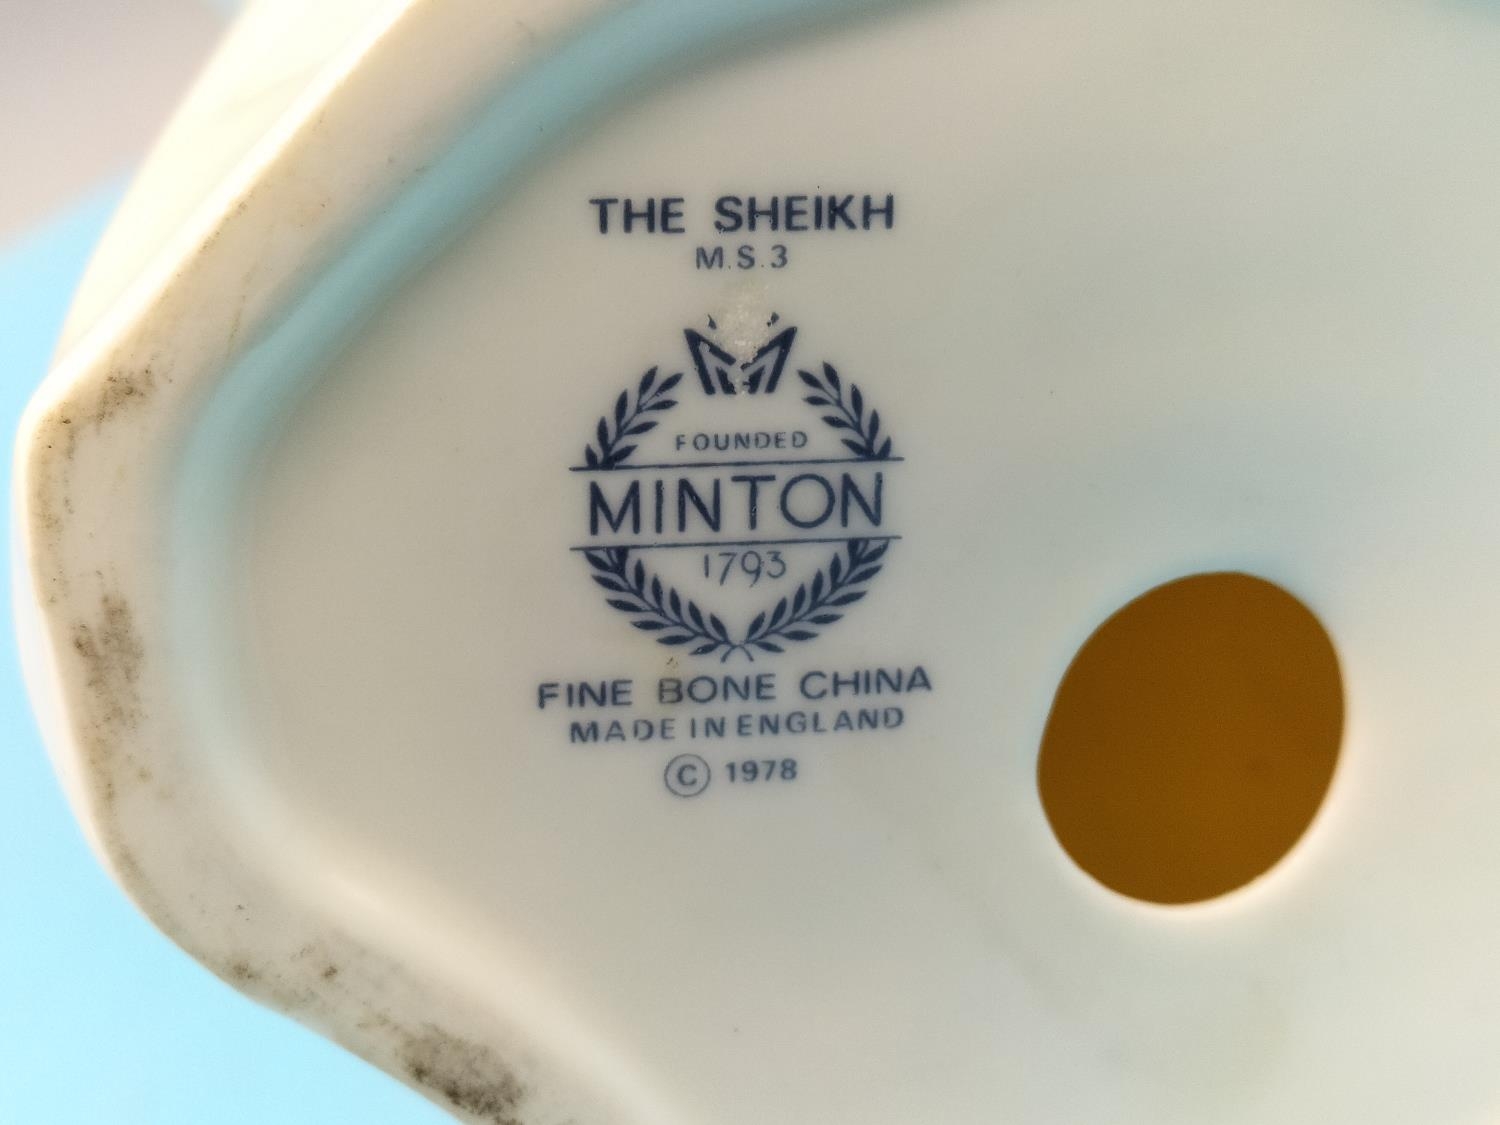 THE SHEIKH
M.S.3
FOUNDED
MINTON
1793
FINE BONE CHINA
MADE IN ENGLAND
© 1978